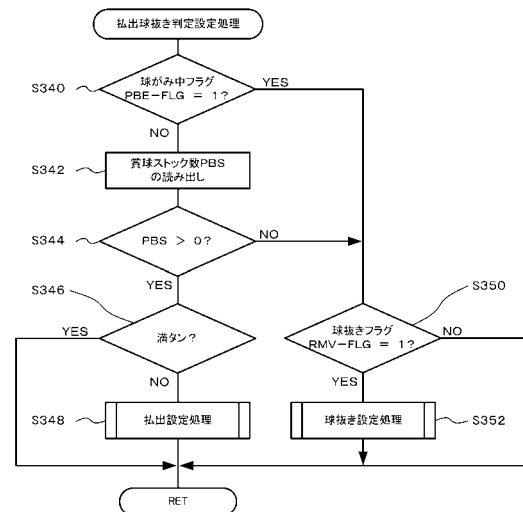 払出球抜き判定設定処理
S340
球がみ中フラグ
PBE-FLG = 1?
YES
NO
S342
賞球ストック数PBS
の読み出し
S344
PBS > 0?
NO
YES
S346
YES
満タン?
NO
S350
球抜きフラグ
RMV-FLG = 1?
NO
YES
S348
払出設定処理
球抜き設定処理
S352
RET